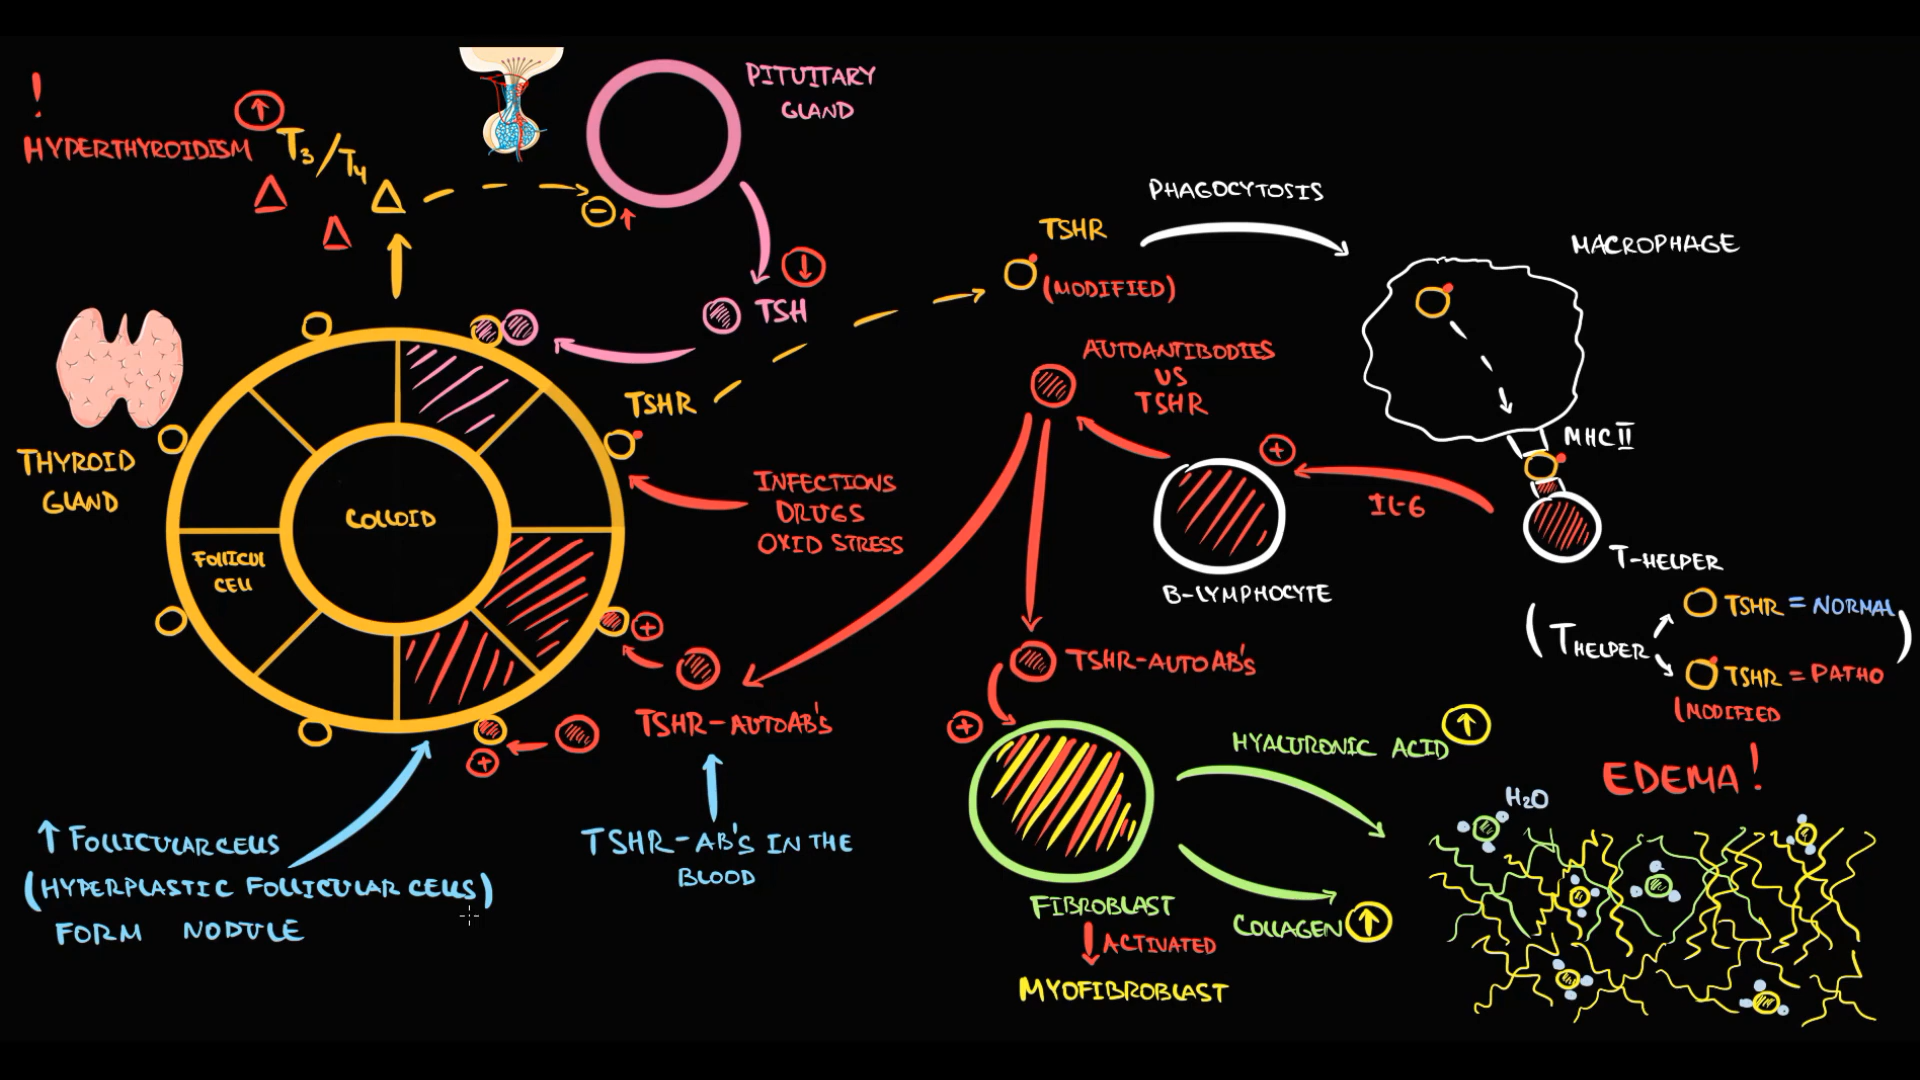 !
HYPERTHYROIDISM
T3/T4
PITUITARY
GLAND
TSH
THYROID
GLAND
COLLOID
FOLLICUL
CELL
TSHR
INFECTIONS
DRUGS
OXID STRESS
TSHR
(MODIFIED)
PHAGOCYTOSIS
MACROPHAGE
MHC II
T-HELPER
IL-6
B-LYMPHOCYTE
AUTOANTIBODIES
VS
TSHR
(THELPER
TSHR = NORMAL)
TSHR = PATHO
(MODIFIED
TSHR-AUTOAB'S
TSHR-AUTOAB'S
TSHR-AB'S IN THE
BLOOD
↑ FOLLICULAR CELLS
(HYPERPLASTIC FOLLICULAR CELLS)
FORM NODULE
FIBROBLAST
↓ ACTIVATED
MYOFIBROBLAST
HYALURONIC ACID ↑
COLLAGEN ↑
EDEMA!
H2O